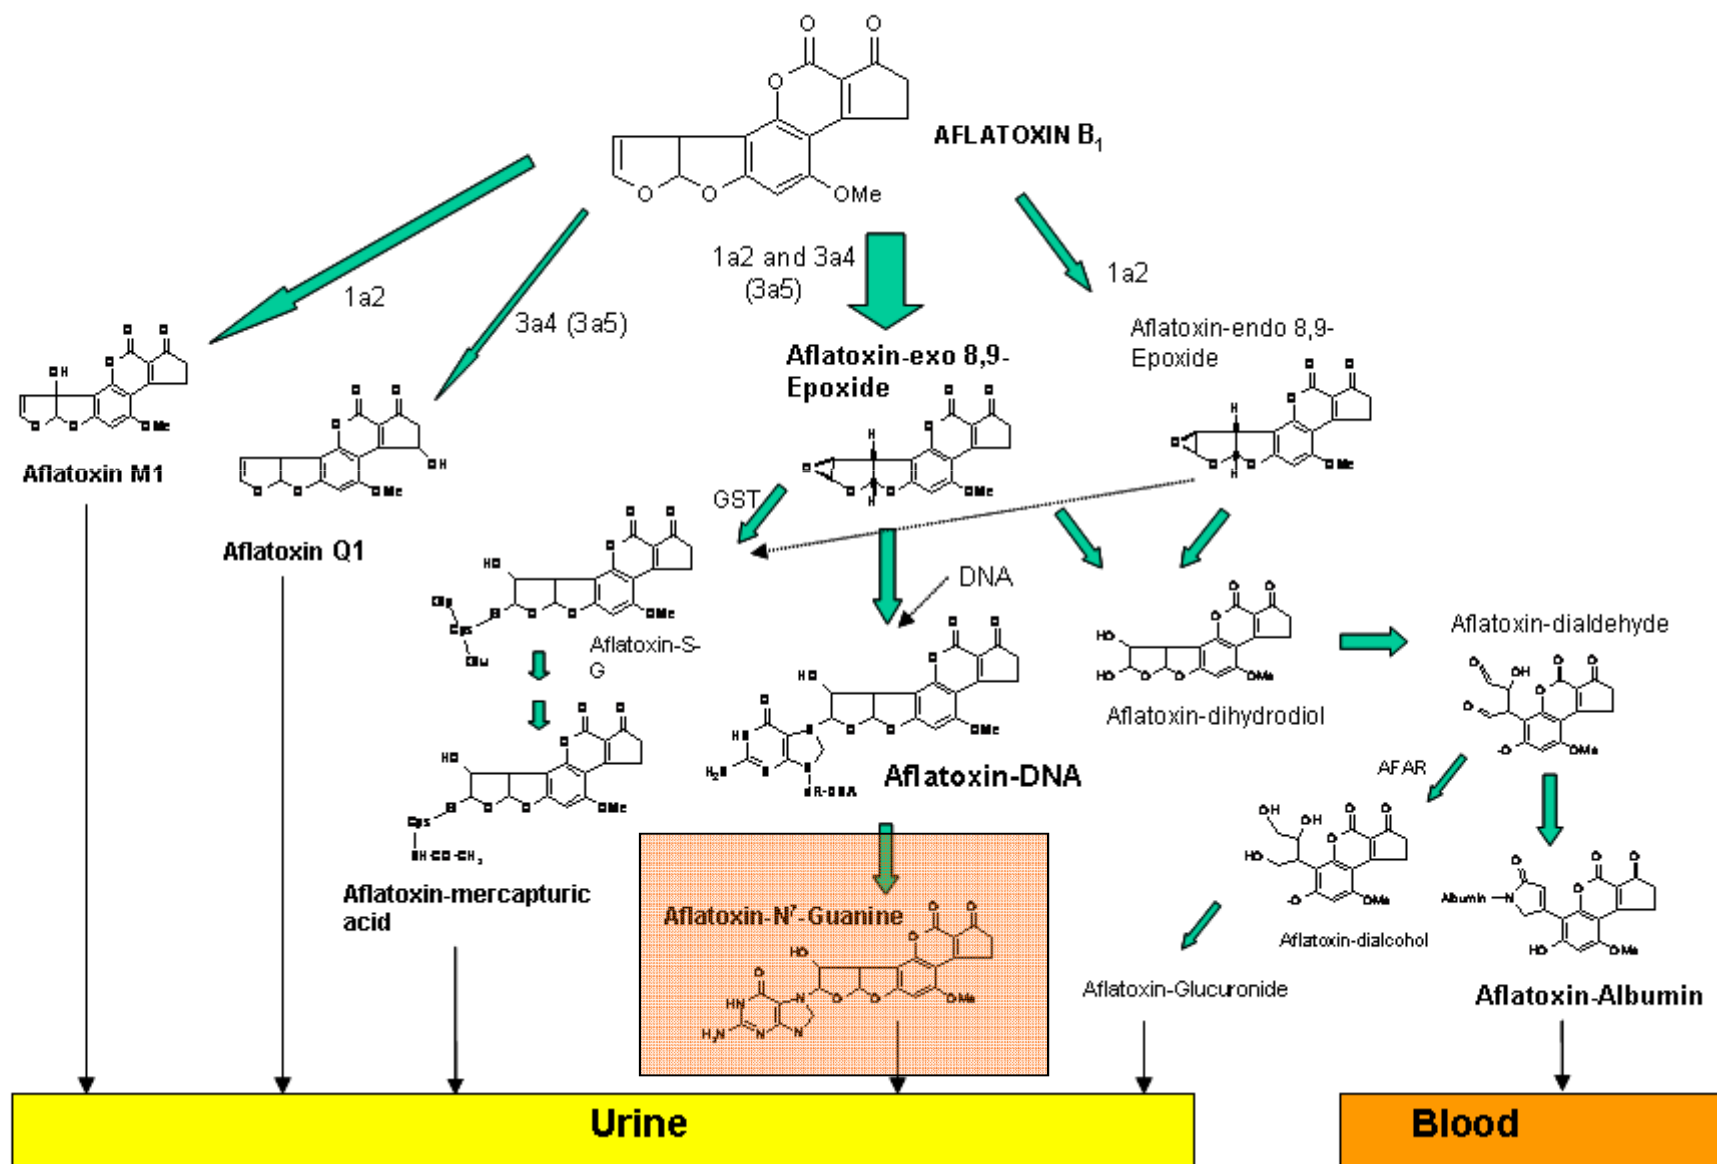 AFLATOXIN B1
OMe
1a2
3a4 (3a5)
1a2 and 3a4
(3a5)
1a2
Aflatoxin-exo 8,9-
Epoxide
Aflatoxin-endo 8,9-
Epoxide
Aflatoxin M1
Aflatoxin Q1
GST
DNA
Aflatoxin-S-
G
Aflatoxin-DNA
Aflatoxin-dihydrodiol
Aflatoxin-dialdehyde
AFAR
Aflatoxin-dialcohol
Aflatoxin-mercapturic
acid
Aflatoxin-N7-Guanine
Aflatoxin-Glucuronide
Albumin
Aflatoxin-Albumin
Urine
Blood